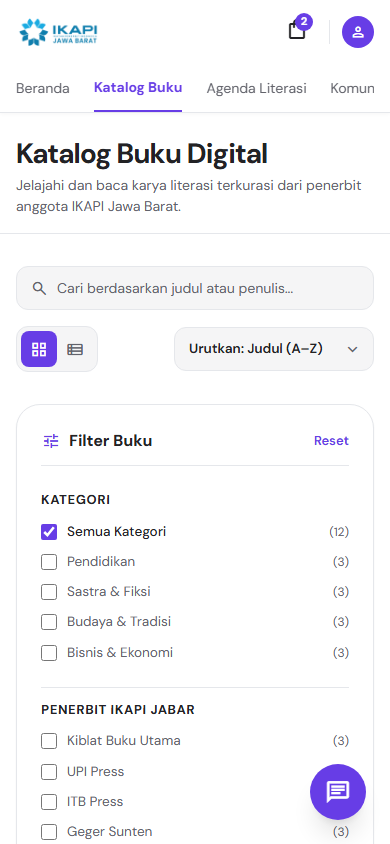 IKAPI
JAWA BARAT
2
Beranda
Katalog Buku
Agenda Literasi
Komun
Katalog Buku Digital
Jelajahi dan baca karya literasi terkurasi dari penerbit
anggota IKAPI Jawa Barat.
Cari berdasarkan judul atau penulis...
Urutkan: Judul (A–Z)
Filter Buku
Reset
KATEGORI
Semua Kategori (12)
Pendidikan (3)
Sastra & Fiksi (3)
Budaya & Tradisi (3)
Bisnis & Ekonomi (3)
PENERBIT IKAPI JABAR
Kiblat Buku Utama (3)
UPI Press
ITB Press
Geger Sunten (3)